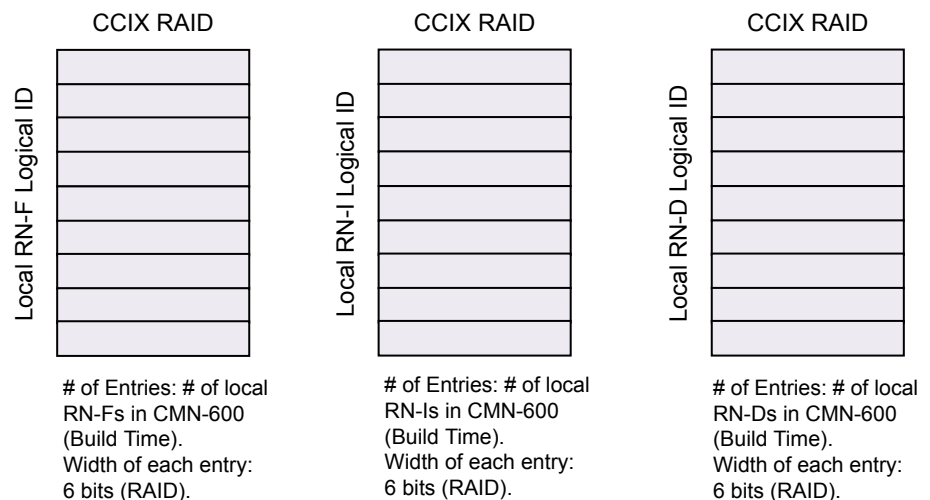 CCIX RAID
Local RN-F Logical ID
# of Entries: # of local
RN-Fs in CMN-600
(Build Time).
Width of each entry:
6 bits (RAID).
CCIX RAID
Local RN-I Logical ID
# of Entries: # of local
RN-Is in CMN-600
(Build Time).
Width of each entry:
6 bits (RAID).
CCIX RAID
Local RN-D Logical ID
# of Entries: # of local
RN-Ds in CMN-600
(Build Time).
Width of each entry:
6 bits (RAID).